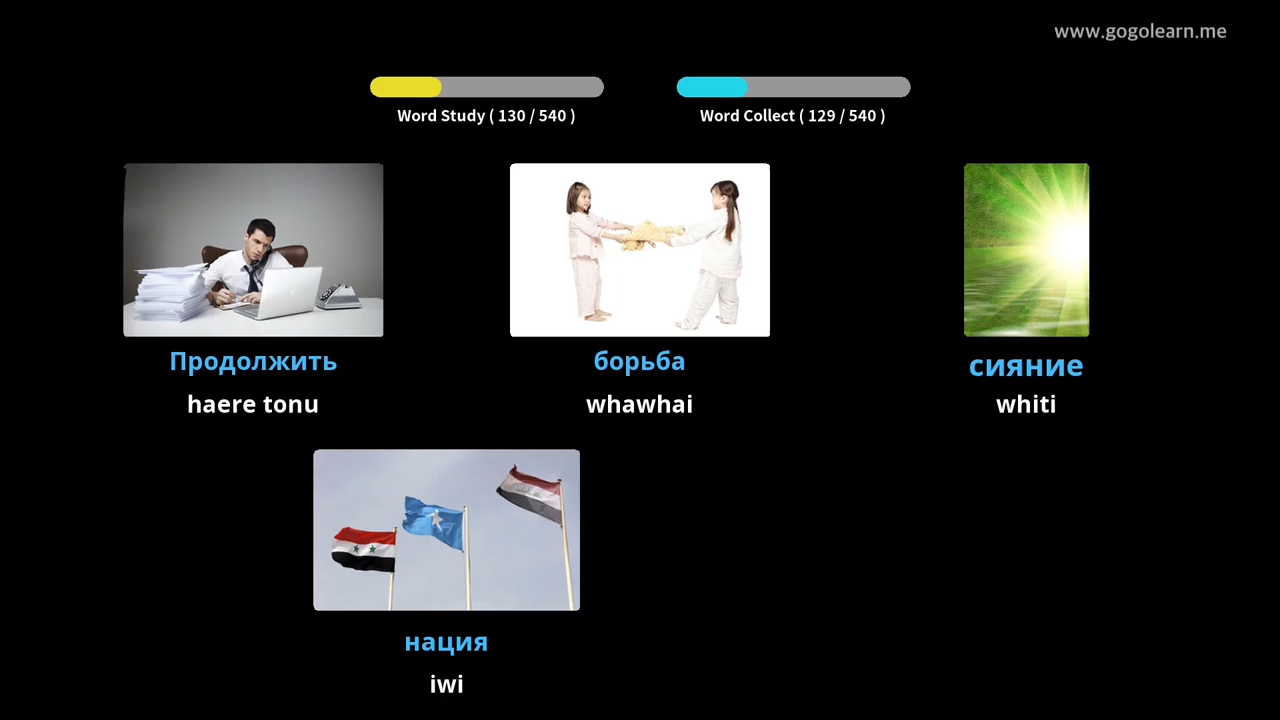 www.gogolearn.me
Word Study ( 130 / 540 )
Word Collect ( 129 / 540 )
Продолжить
борьба
сияние
haere tonu
whawhai
whiti
нация
iwi